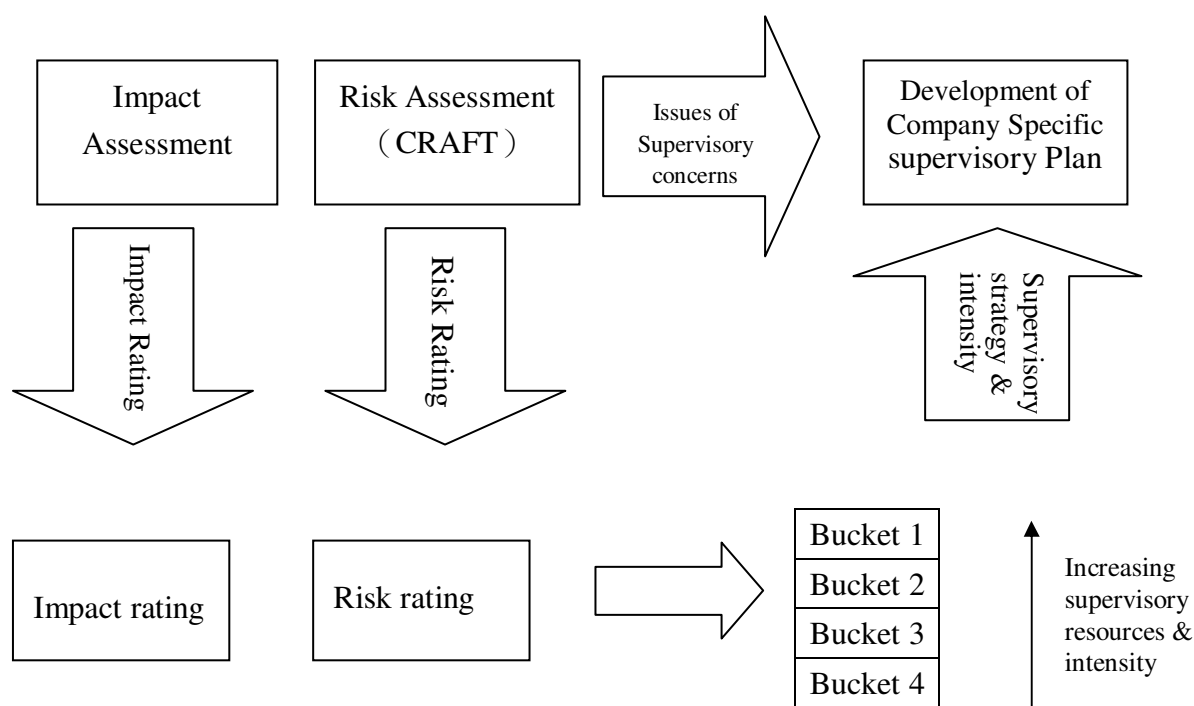 Impact
Assessment
Risk Assessment
（CRAFT）
Issues of
Supervisory
concerns
Development of
Company Specific
supervisory Plan
Impact Rating
Risk Rating
Supervisory
strategy &
intensity
Impact rating
Risk rating
Bucket 1
Bucket 2
Bucket 3
Bucket 4
Increasing
supervisory
resources &
intensity